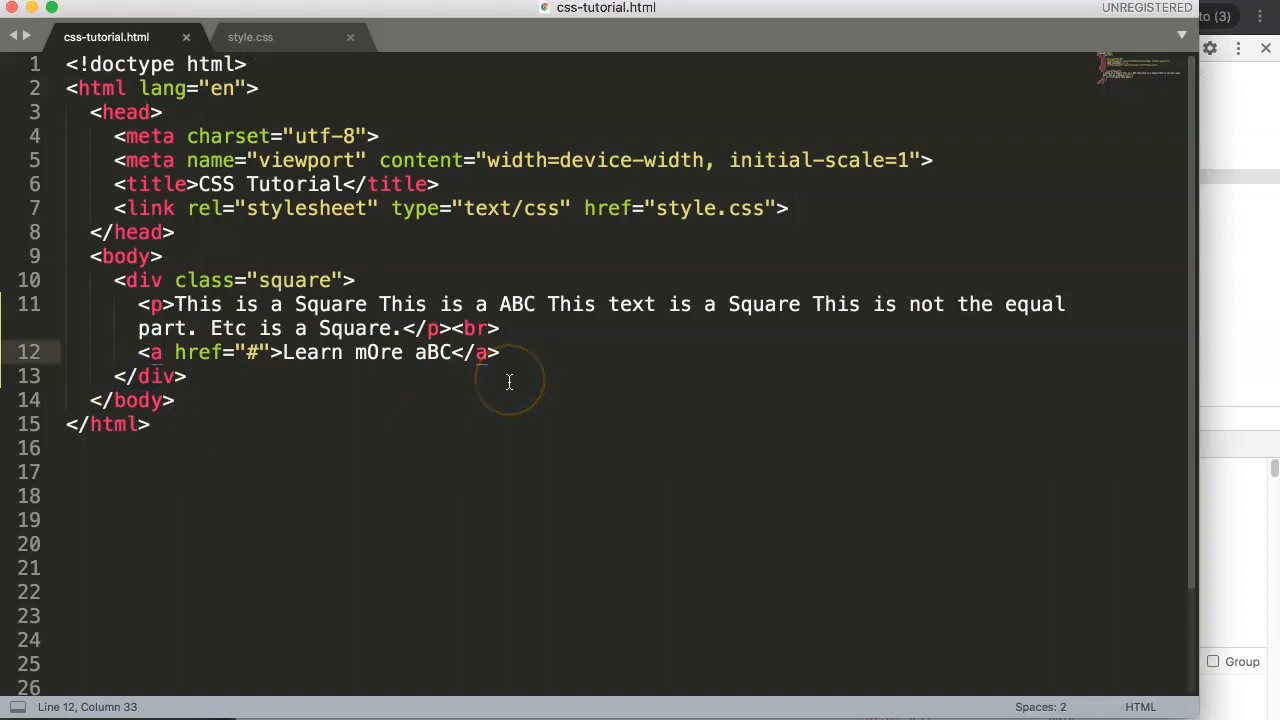 css-tutorial.html
UNREGISTERED
to (3)
css-tutorial.html
style.css
1 <!doctype html>
2 <html lang="en">
3 <head>
4 <meta charset="utf-8">
5 <meta name="viewport" content="width=device-width, initial-scale=1">
6 <title>CSS Tutorial</title>
7 <link rel="stylesheet" type="text/css" href="style.css">
8 </head>
9 <body>
10 <div class="square">
11 <p>This is a Square This is a ABC This text is a Square This is not the equal
part. Etc is a Square.</p><br>
12 <a href="#">Learn mOre aBC</a>
13 </div>
14 </body>
15 </html>
16
17
18
19
20
21
22
23
24
25
26
Group
Line 12, Column 33
Spaces: 2
HTML